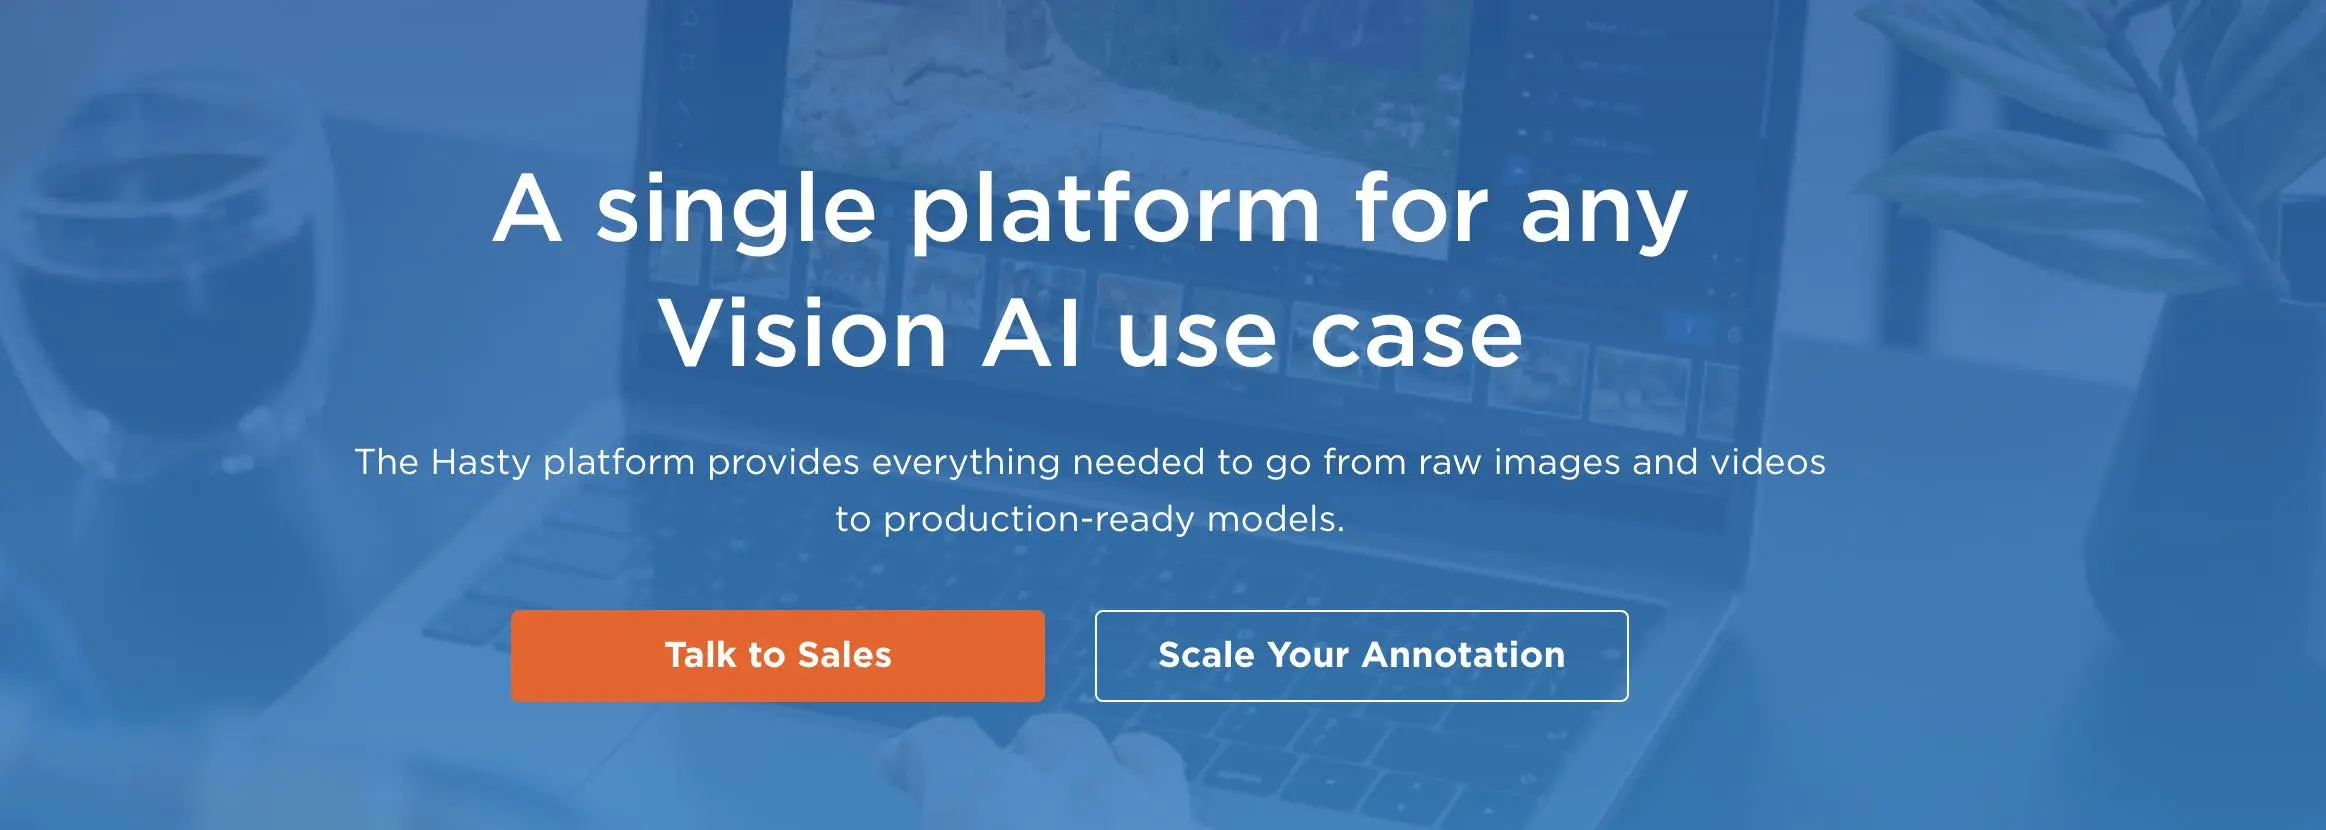 A single platform for any
Vision AI use case
The Hasty platform provides everything needed to go from raw images and videos
to production-ready models.
Talk to Sales
Scale Your Annotation